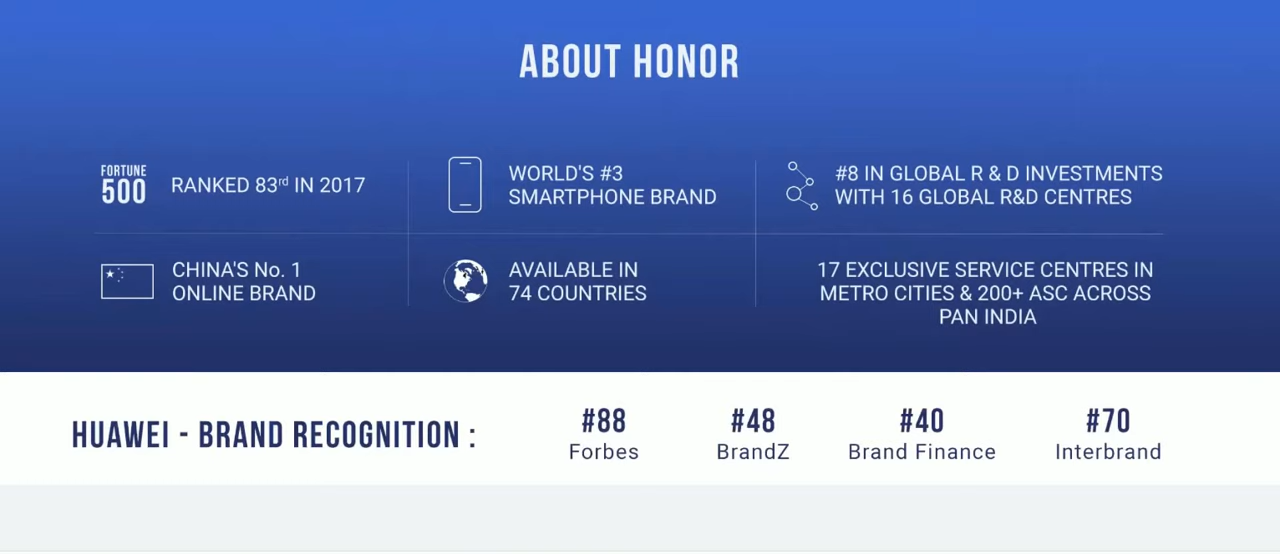 ABOUT HONOR
FORTUNE
500
RANKED 83rd IN 2017
WORLD'S #3
SMARTPHONE BRAND
#8 IN GLOBAL R & D INVESTMENTS
WITH 16 GLOBAL R&D CENTRES
CHINA'S No. 1
ONLINE BRAND
AVAILABLE IN
74 COUNTRIES
17 EXCLUSIVE SERVICE CENTRES IN
METRO CITIES & 200+ ASC ACROSS
PAN INDIA
HUAWEI - BRAND RECOGNITION :
#88
Forbes
#48
BrandZ
#40
Brand Finance
#70
Interbrand